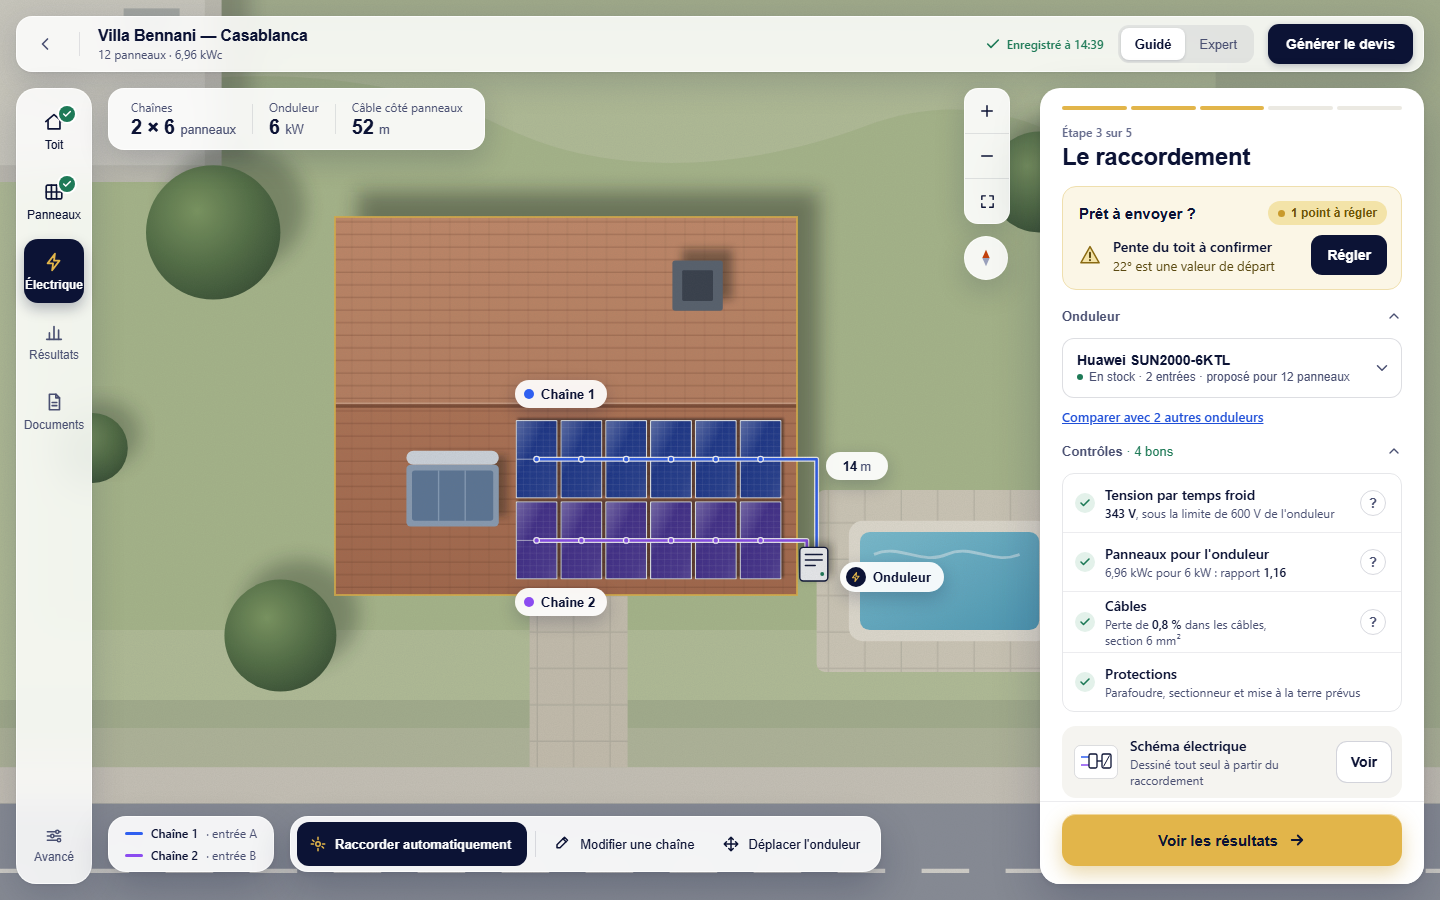 Villa Bennani — Casablanca
12 panneaux · 6,96 kWc
Enregistré à 14:39
Guidé
Expert
Générer le devis
Toit
Panneaux
Électrique
Résultats
Documents
Avancé
Chaînes
2 × 6 panneaux
Onduleur
6 kW
Câble côté panneaux
52 m
Chaîne 1
14 m
Onduleur
Chaîne 2
Chaîne 1 · entrée A
Chaîne 2 · entrée B
Raccorder automatiquement
Modifier une chaîne
Déplacer l'onduleur
Étape 3 sur 5
Le raccordement
Prêt à envoyer ?
1 point à régler
Pente du toit à confirmer
22° est une valeur de départ
Régler
Onduleur
Huawei SUN2000-6KTL
En stock · 2 entrées · proposé pour 12 panneaux
Comparer avec 2 autres onduleurs
Contrôles · 4 bons
Tension par temps froid
343 V, sous la limite de 600 V de l'onduleur
?
Panneaux pour l'onduleur
6,96 kWc pour 6 kW : rapport 1,16
?
Câbles
Perte de 0,8 % dans les câbles,
section 6 mm²
?
Protections
Parafoudre, sectionneur et mise à la terre prévus
Schéma électrique
Dessiné tout seul à partir du
raccordement
Voir
Voir les résultats